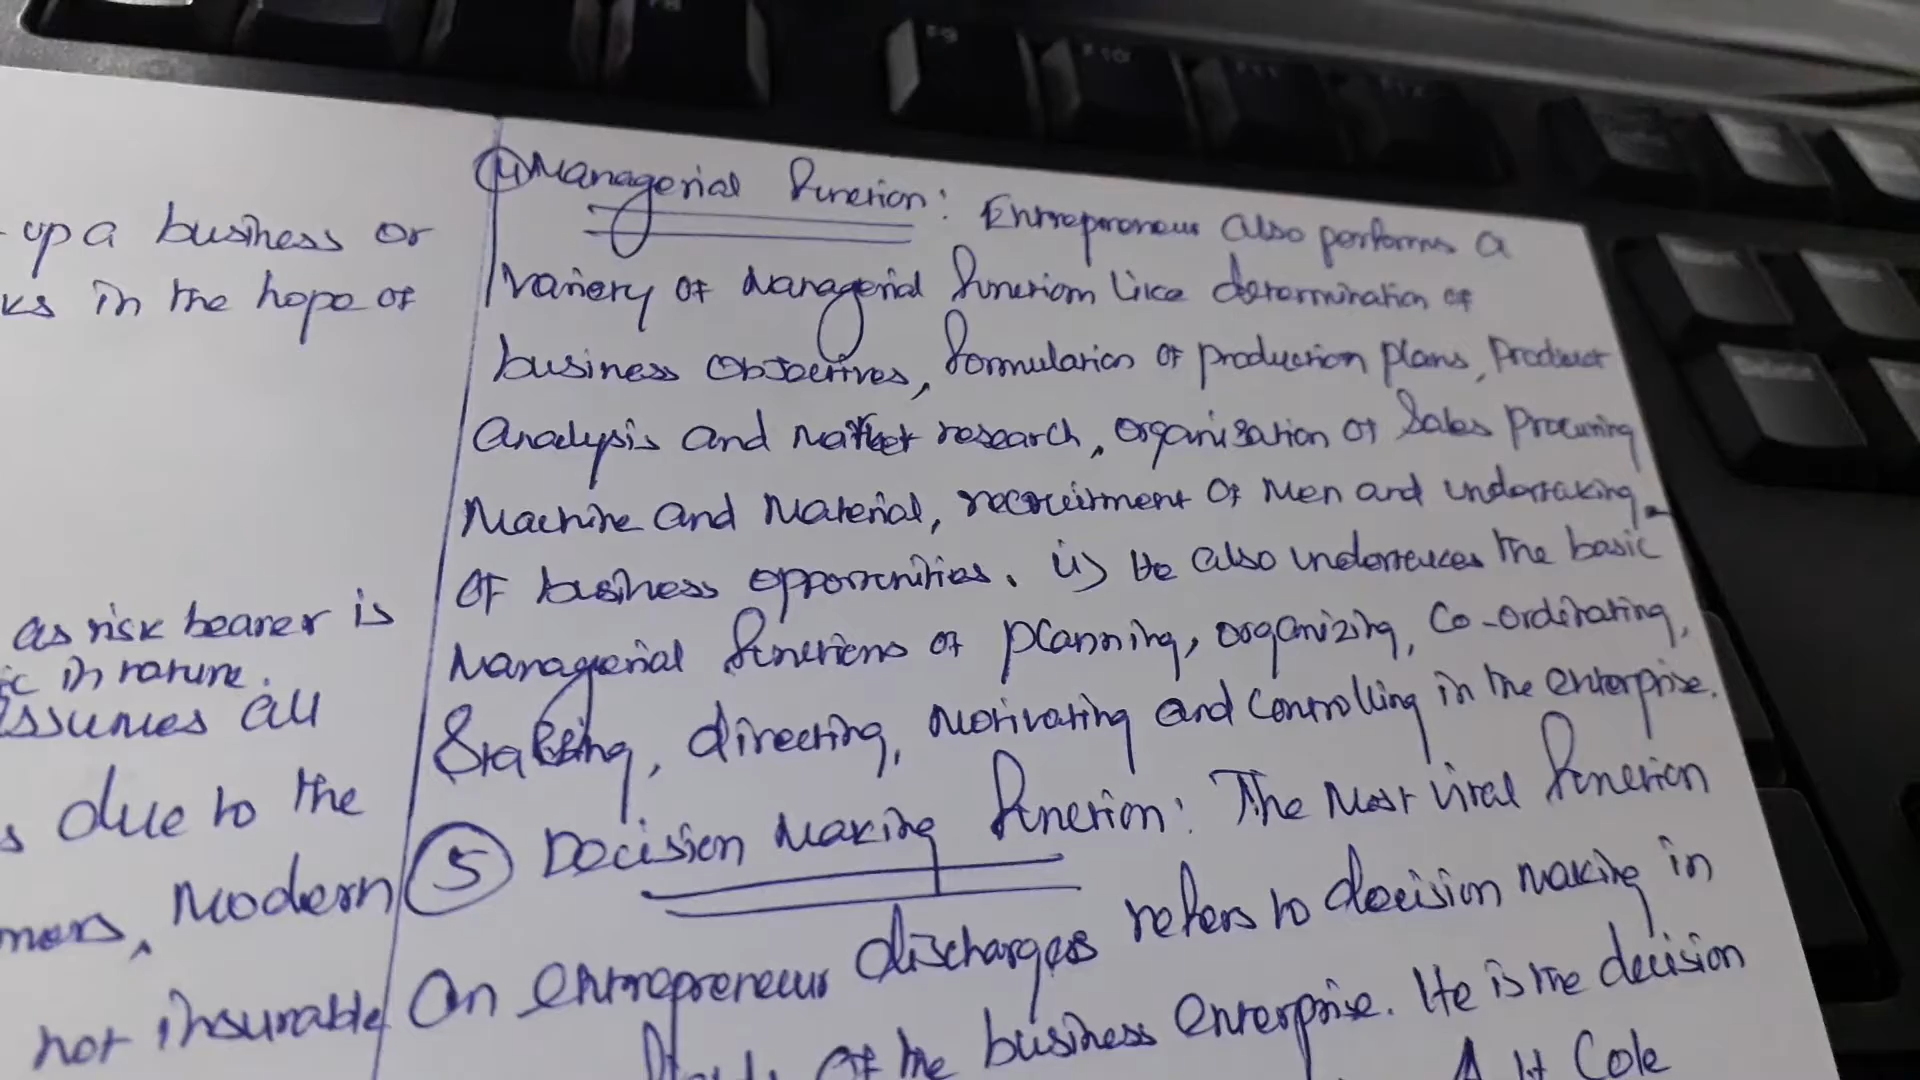 up a business or
ks in the hope of
as risk bearer is
ic in nature.
assumes all
s due to the
Modern
not insurable
④ Managerial Function: Entrepreneur also performs a
Variety of Managerial function like determination of
business objectives, formulation of production plans, Product
Analysis and Market research, organisation of Sales Procuring
Machine and Material, recruitment of Men and undertaking
of business opportunities. ii> He also undertakes the basic
Managerial functions of planning, organizing, Co-ordinating,
Staffing, directing, motivating and controlling in the enterprise.
⑤ Decision Making Function: The Most vital function
an entrepreneur discharges refers to decision making in
of the business enterprise. He is the decision
A H Cole